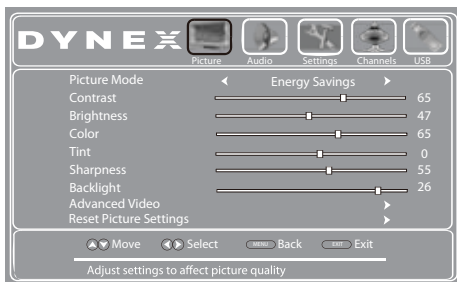 DYNEX
Picture Audio Settings Channels USB
Picture Mode Energy Savings
Contrast 65
Brightness 47
Color 65
Tint 0
Sharpness 55
Backlight 26
Advanced Video
Reset Picture Settings
Move Select MENU Back EXIT Exit
Adjust settings to affect picture quality